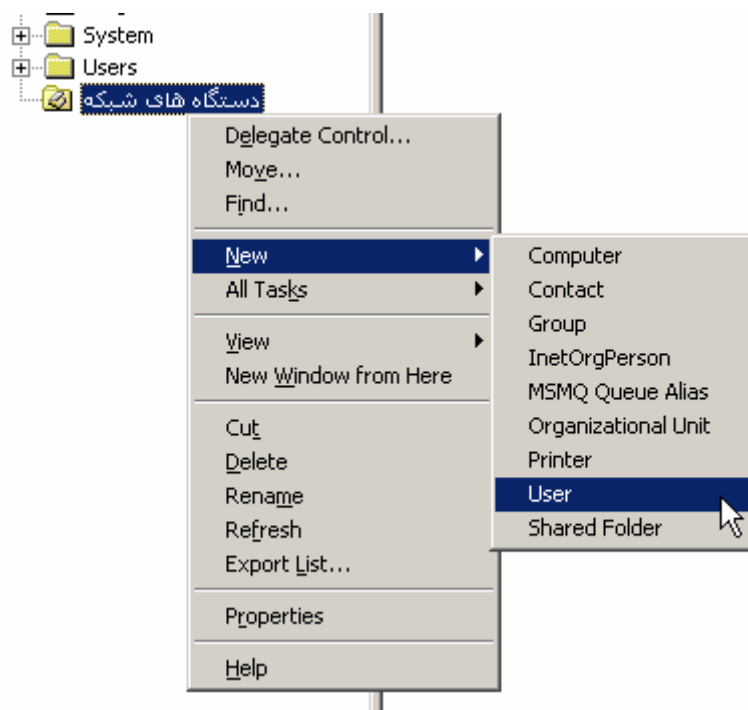 System
Users
دستگاه های شبکه
Delegate Control...
Move...
Find...
New
All Tasks
View
New Window from Here
Cut
Delete
Rename
Refresh
Export List...
Properties
Help
Computer
Contact
Group
InetOrgPerson
MSMQ Queue Alias
Organizational Unit
Printer
User
Shared Folder